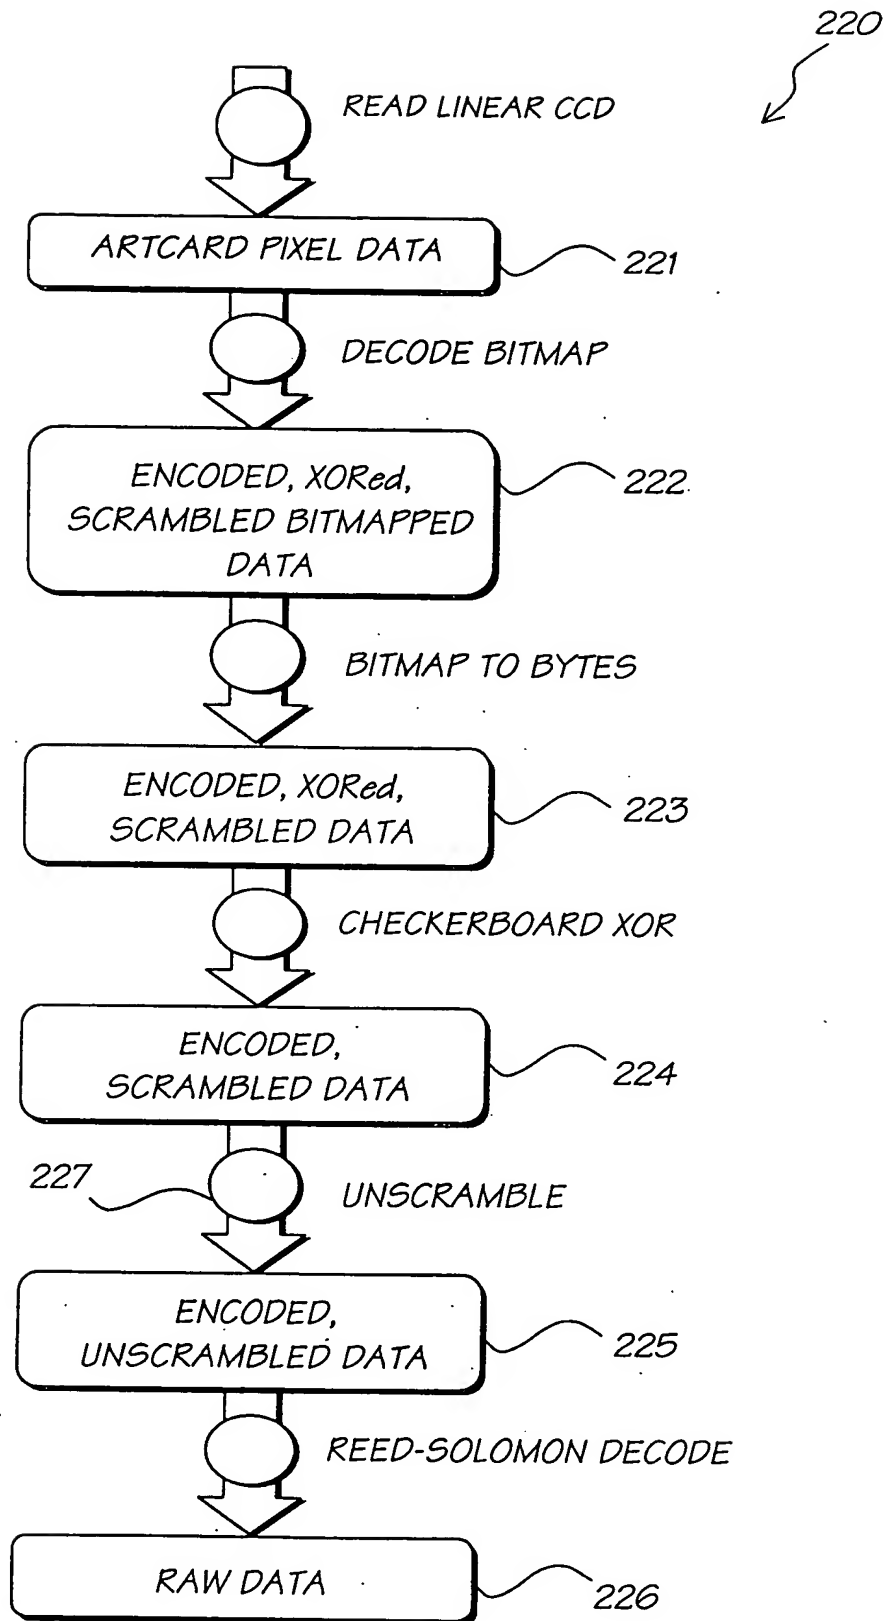 220
READ LINEAR CCD
ARTCARD PIXEL DATA
221
DECODE BITMAP
ENCODED, XORed,
SCRAMBLED BITMAPPED
DATA
222
BITMAP TO BYTES
ENCODED, XORed,
SCRAMBLED DATA
223
CHECKERBOARD XOR
ENCODED,
SCRAMBLED DATA
224
227
UNSCRAMBLE
ENCODED,
UNSCRAMBLED DATA
225
REED-SOLOMON DECODE
RAW DATA
226